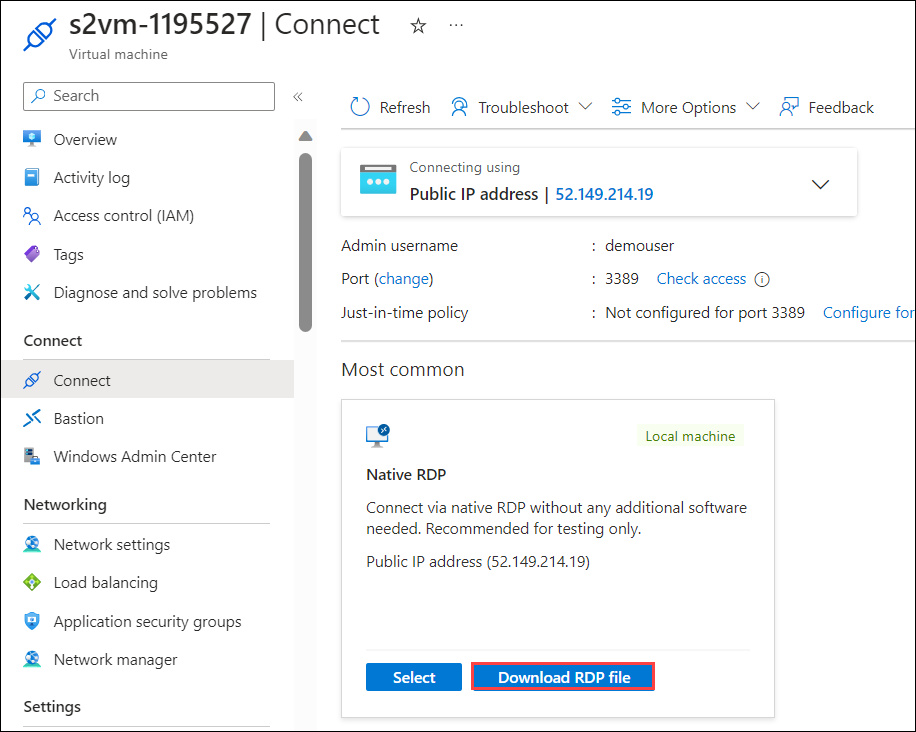 s2vm-1195527 | Connect
Virtual machine
Search
Overview
Activity log
Access control (IAM)
Tags
Diagnose and solve problems
Connect
Connect
Bastion
Windows Admin Center
Networking
Network settings
Load balancing
Application security groups
Network manager
Settings
Refresh
Troubleshoot
More Options
Feedback
Connecting using
Public IP address | 52.149.214.19
Admin username : demouser
Port (change) : 3389 Check access
Just-in-time policy : Not configured for port 3389 Configure for
Most common
Local machine
Native RDP
Connect via native RDP without any additional software
needed. Recommended for testing only.
Public IP address (52.149.214.19)
Select
Download RDP file